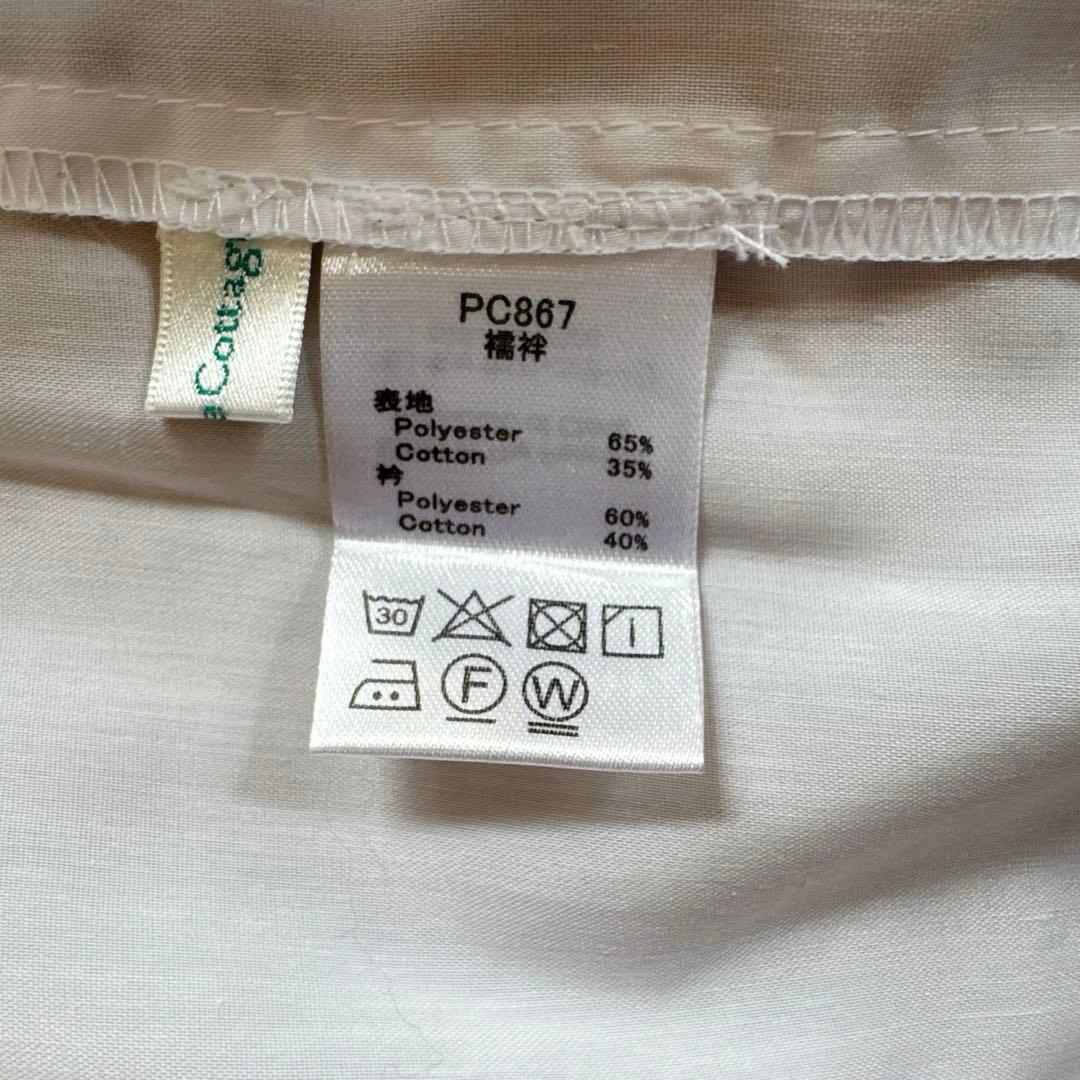 Cottag
PC867
襦袢
表地
Polyester 65%
Cotton 35%
衿
Polyester 60%
Cotton 40%
30
F
W